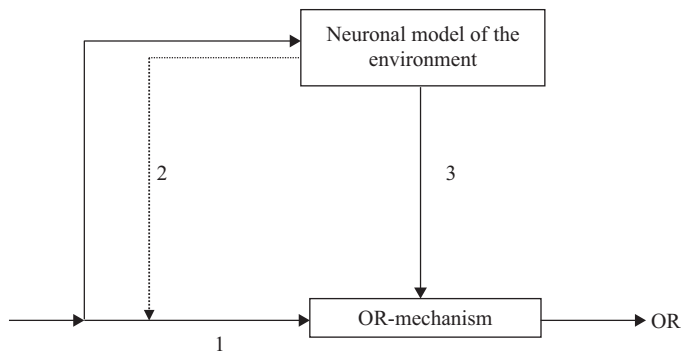 Neuronal model of the
environment
2
3
OR-mechanism
OR
1